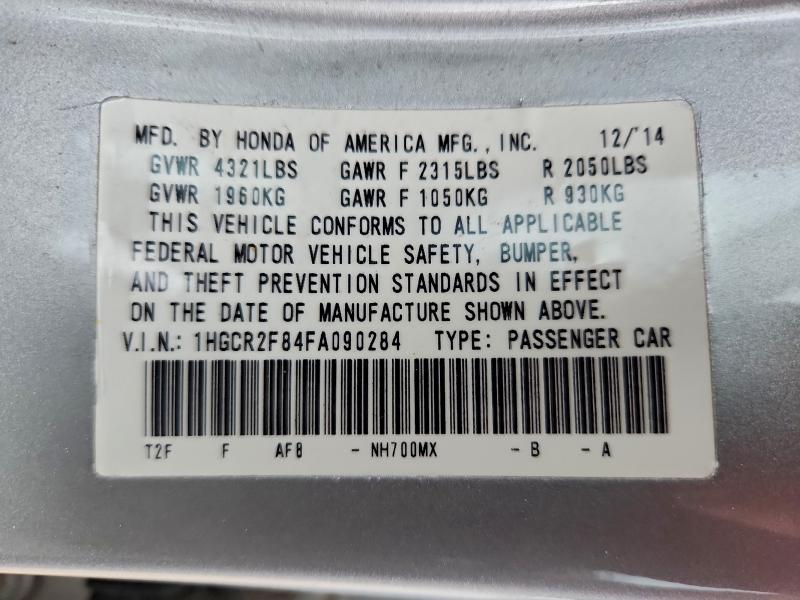 MFD. BY HONDA OF AMERICA MFG., INC. 12/'14
GVWR 4321LBS GAWR F 2315LBS R 2050LBS
GVWR 1960KG GAWR F 1050KG R 930KG
THIS VEHICLE CONFORMS TO ALL APPLICABLE
FEDERAL MOTOR VEHICLE SAFETY, BUMPER,
AND THEFT PREVENTION STANDARDS IN EFFECT
ON THE DATE OF MANUFACTURE SHOWN ABOVE.
V.I.N.: 1HGCR2F84FA090284 TYPE: PASSENGER CAR
T2F F AF8 - NH700MX - B - A